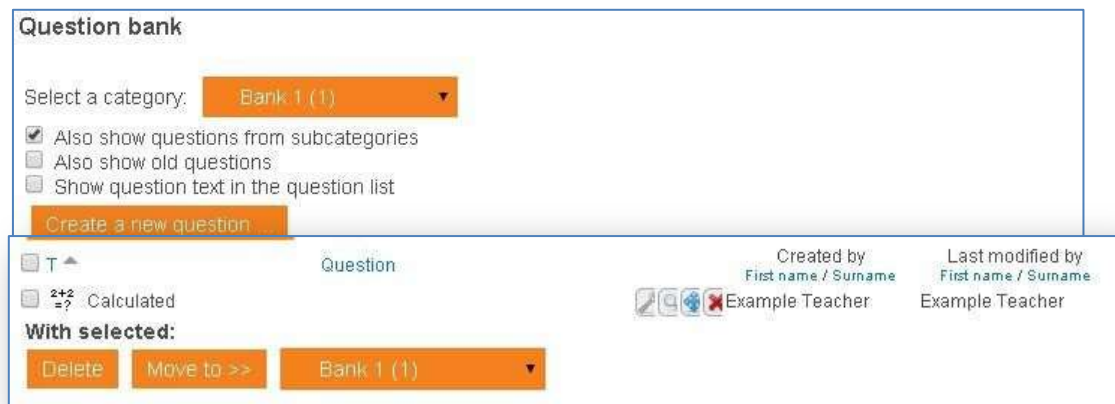 Question bank
Select a category: Bank 1 (1)
Also show questions from subcategories
Also show old questions
Show question text in the question list
Create a new question ...
T Question Created by Last modified by
First name / Surname First name / Surname
2+2
=? Calculated Example Teacher Example Teacher
With selected:
Delete Move to >> Bank 1 (1)